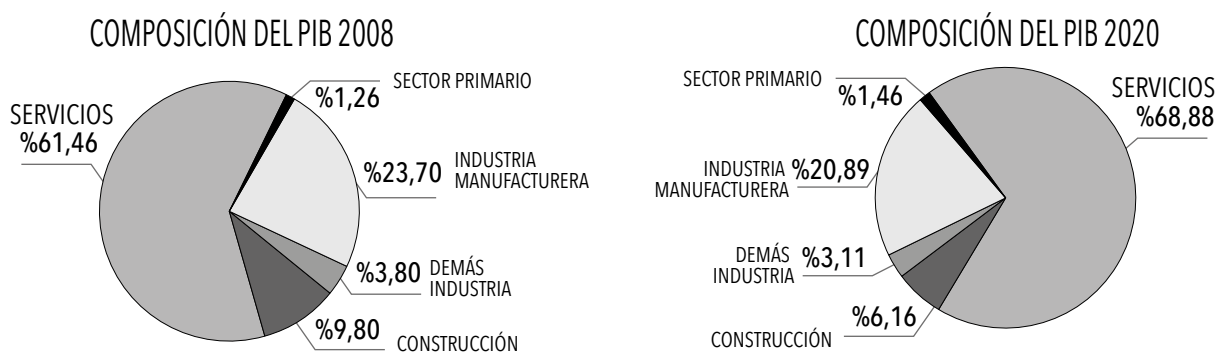 COMPOSICIÓN DEL PIB 2008
SECTOR PRIMARIO
%1,26
SERVICIOS
%61,46
%23,70
INDUSTRIA
MANUFACTURERA
%3,80
DEMÁS
INDUSTRIA
%9,80
CONSTRUCCIÓN
COMPOSICIÓN DEL PIB 2020
SECTOR PRIMARIO
%1,46
SERVICIOS
%68,88
INDUSTRIA
MANUFACTURERA
%20,89
DEMÁS
INDUSTRIA
%3,11
CONSTRUCCIÓN
%6,16